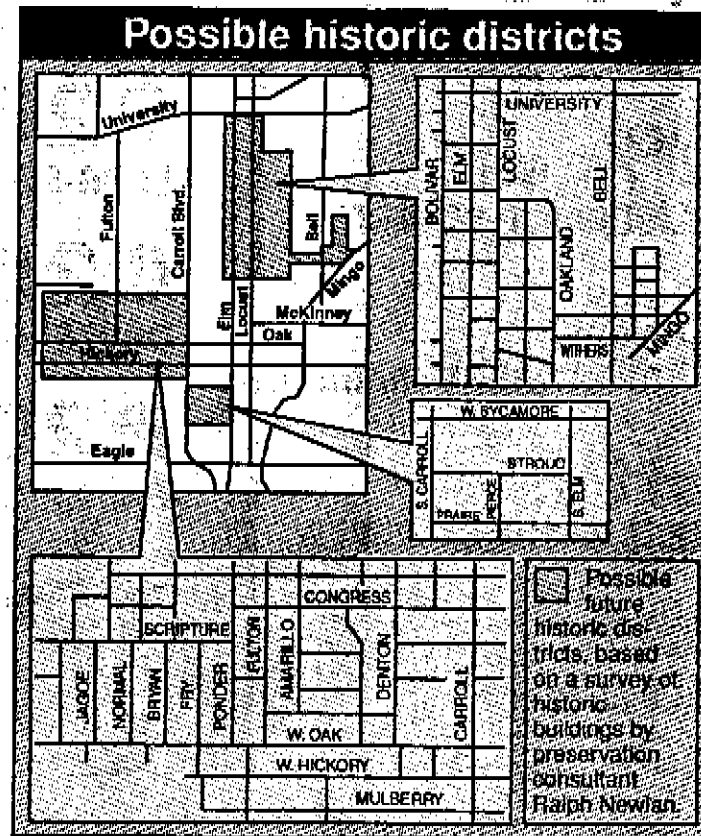 Possible historic districts
University
Fulton
Carroll Blvd.
Bell
Mingo
Elm
Locust
McKinney
Oak
Hickory
Eagle
UNIVERSITY
BOLIVAR
ELM
LOCUST
OAKLAND
BELL
WITHERS
MINGO
W. SYCAMORE
S. CARROLL
STROUD
PIERCE
PRAIRIE
S. ELM
CONGRESS
SCRIPTURE
JAGOE
NORMAL
BRYAN
FRY
PONDER
FULTON
AMARILLO
DENTON
CARROLL
W. OAK
W. HICKORY
MULBERRY
Possible
future
historic dis-
tricts, based
on a survey of
historic
buildings by
preservation
consultant
Ralph Newlan.